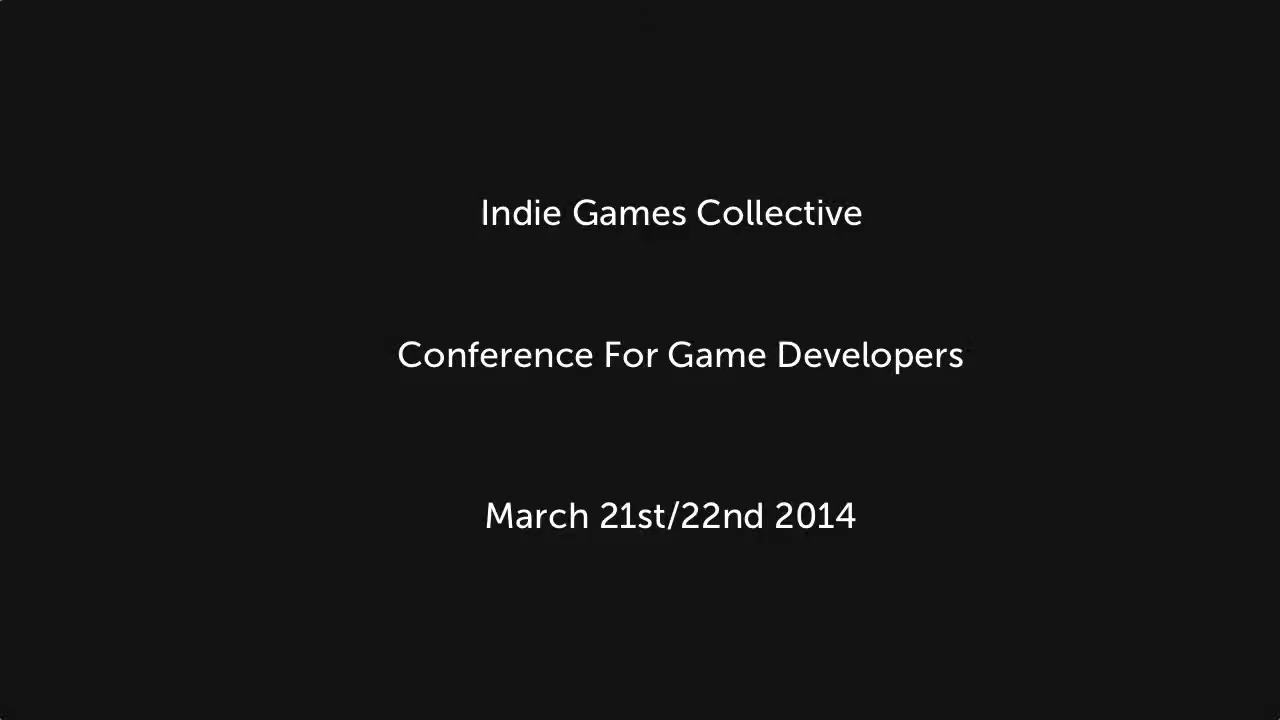 Indie Games Collective
Conference For Game Developers
March 21st/22nd 2014